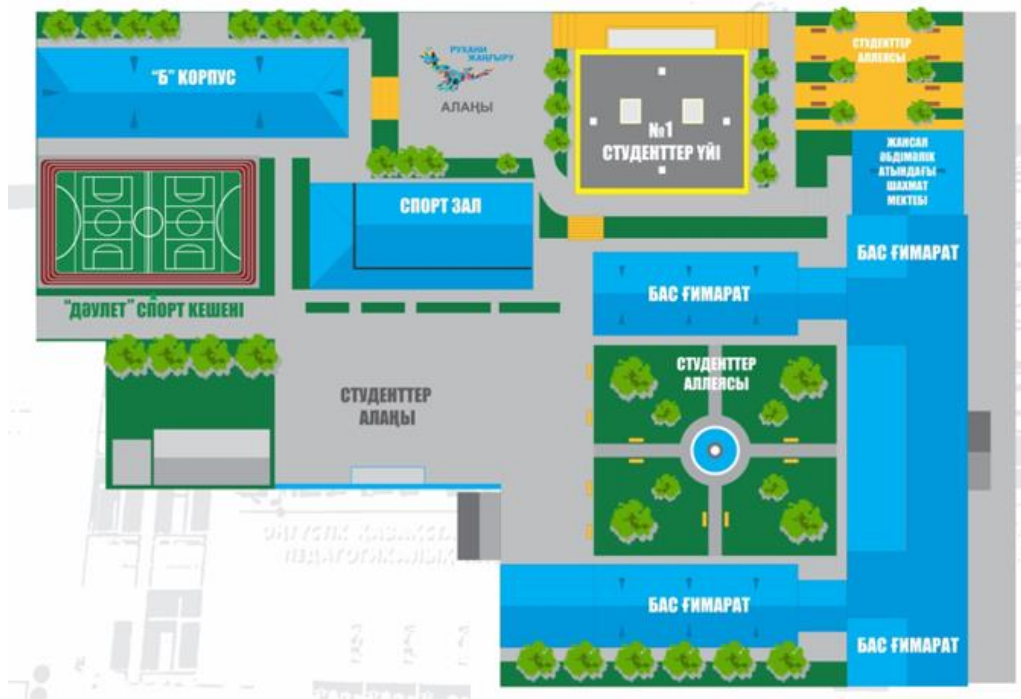 "Б" КОРПУС
РУХАНИ
ЖАҢҒЫРУ
АЛАҢЫ
№1
СТУДЕНТТЕР ҮЙІ
СТУДЕНТТЕР
АЛЛЕЯСЫ
ЖАНСАЯ
ӘБДІМӘЛІК
АТЫНДАҒЫ
ШАХМАТ
МЕКТЕБІ
СПОРТ ЗАЛ
БАС ҒИМАРАТ
БАС ҒИМАРАТ
"ДӘУЛЕТ" СПОРТ КЕШЕНІ
СТУДЕНТТЕР
АЛЛЕЯСЫ
СТУДЕНТТЕР
АЛАҢЫ
БАС ҒИМАРАТ
БАС ҒИМАРАТ